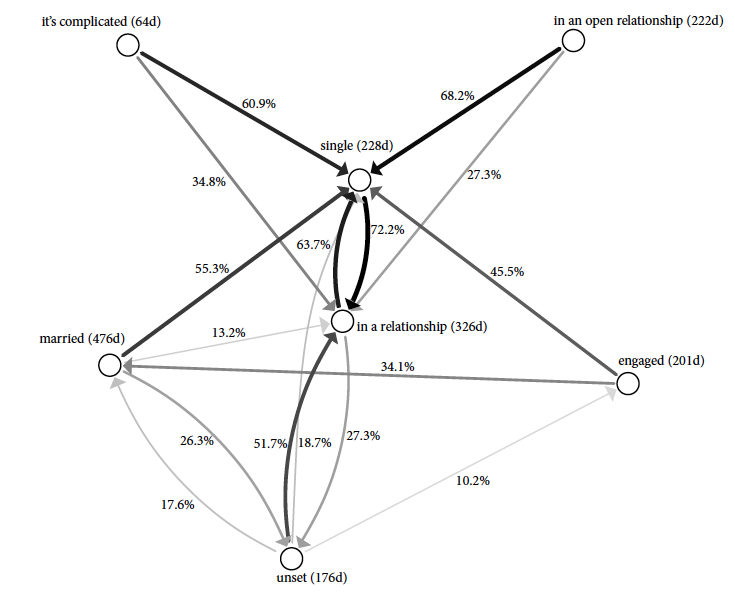 it's complicated (64d)
in an open relationship (222d)
60.9%
68.2%
single (228d)
34.8%
27.3%
63.7%
72.2%
55.3%
45.5%
in a relationship (326d)
13.2%
married (476d)
engaged (201d)
34.1%
26.3%
51.7%
18.7%
27.3%
10.2%
17.6%
unset (176d)